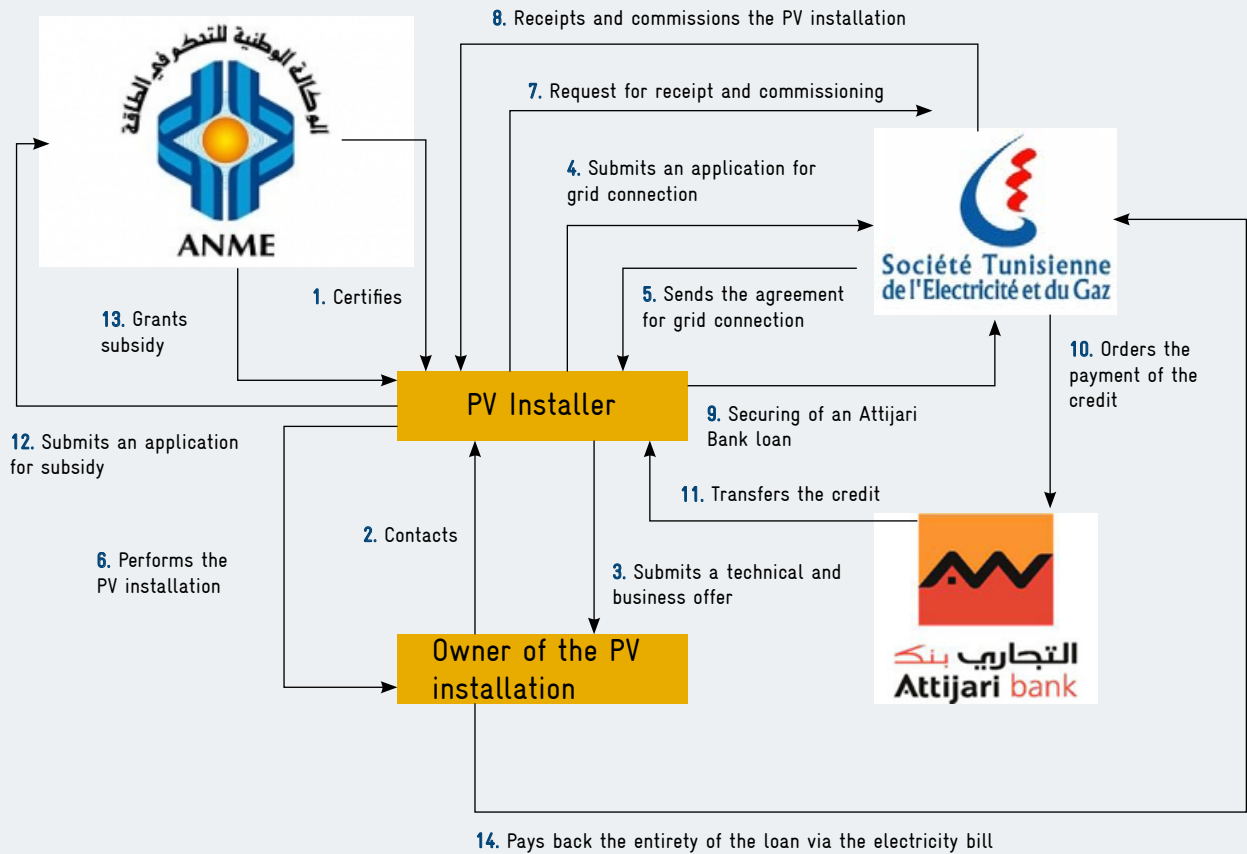 8. Receipts and commissions the PV installation
الوكالة الوطنية للتحكم في الطاقة
ANME
7. Request for receipt and commissioning
4. Submits an application for
grid connection
Société Tunisienne
de l'Electricité et du Gaz
1. Certifies
13. Grants
subsidy
5. Sends the agreement
for grid connection
10. Orders the
payment of the
credit
PV Installer
9. Securing of an Attijari
Bank loan
12. Submits an application
for subsidy
11. Transfers the credit
2. Contacts
6. Performs the
PV installation
3. Submits a technical and
business offer
Owner of the PV
installation
التجاري بنك
Attijari bank
14. Pays back the entirety of the loan via the electricity bill